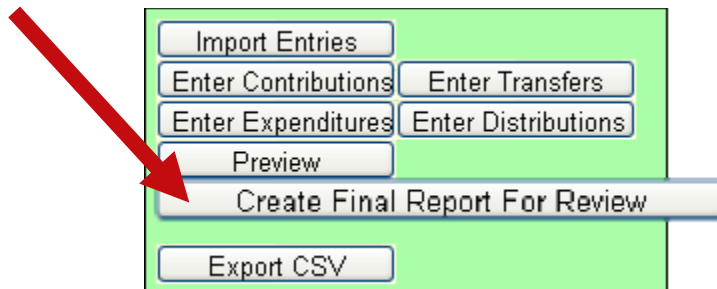 Import Entries
Enter Contributions Enter Transfers
Enter Expenditures Enter Distributions
Preview
Create Final Report For Review
Export CSV